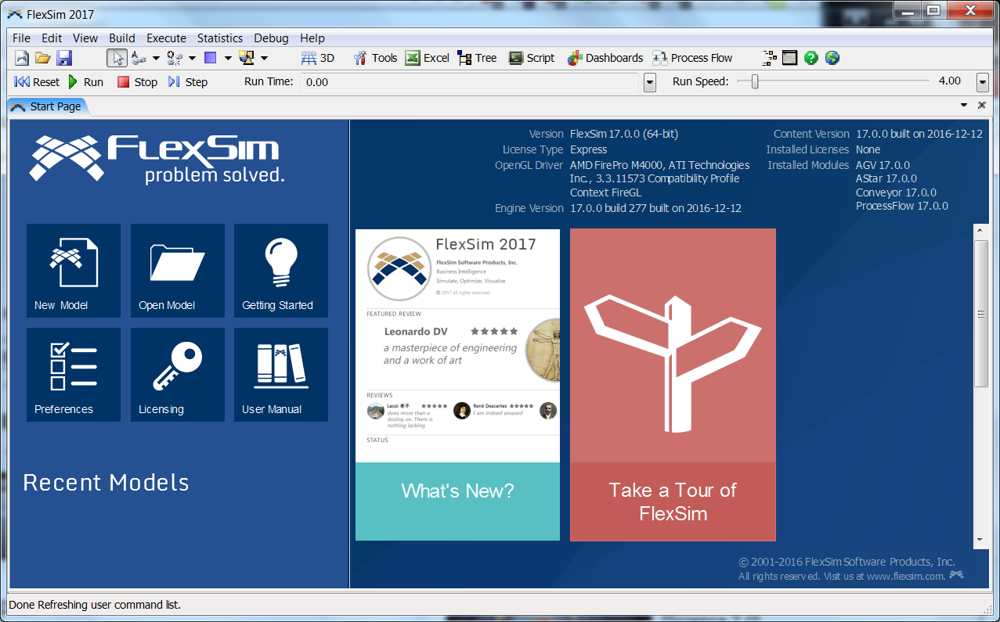 FlexSim 2017
File Edit View Build Execute Statistics Debug Help
3D Tools Excel Tree Script Dashboards Process Flow
Reset Run Stop Step Run Time: 0.00 Run Speed: 4.00
Start Page
FlexSim
problem solved.
New Model
Open Model
Getting Started
Preferences
Licensing
User Manual
Recent Models
Version FlexSim 17.0.0 (64-bit)
License Type Express
OpenGL Driver AMD FirePro M4000, ATI Technologies
Inc., 3.3.11573 Compatibility Profile
Context FireGL
Engine Version 17.0.0 build 277 built on 2016-12-12
Content Version 17.0.0 built on 2016-12-12
Installed Licenses None
Installed Modules AGV 17.0.0
AStar 17.0.0
Conveyor 17.0.0
ProcessFlow 17.0.0
FlexSim 2017
FlexSim Software Products, Inc.
Business Intelligence
Simulate, Optimize, Visualize
© 2017 all rights reserved
FEATURED REVIEW
Leonardo DV ★★★★★
a masterpiece of engineering
and a work of art
REVIEWS
Laozi 老子 ★★★★★
does more than a
dozing ox. There is
nothing lacking
René Descartes ★★★★★
I am indeed amazed
STATUS
What's New?
Take a Tour of
FlexSim
© 2001-2016 FlexSim Software Products, Inc.
All rights reserved. Visit us at www.flexsim.com.
Done Refreshing user command list.